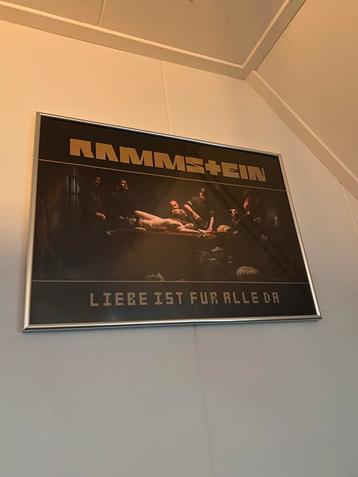 RAMMSTEIN
LIEBE IST FUR ALLE DA